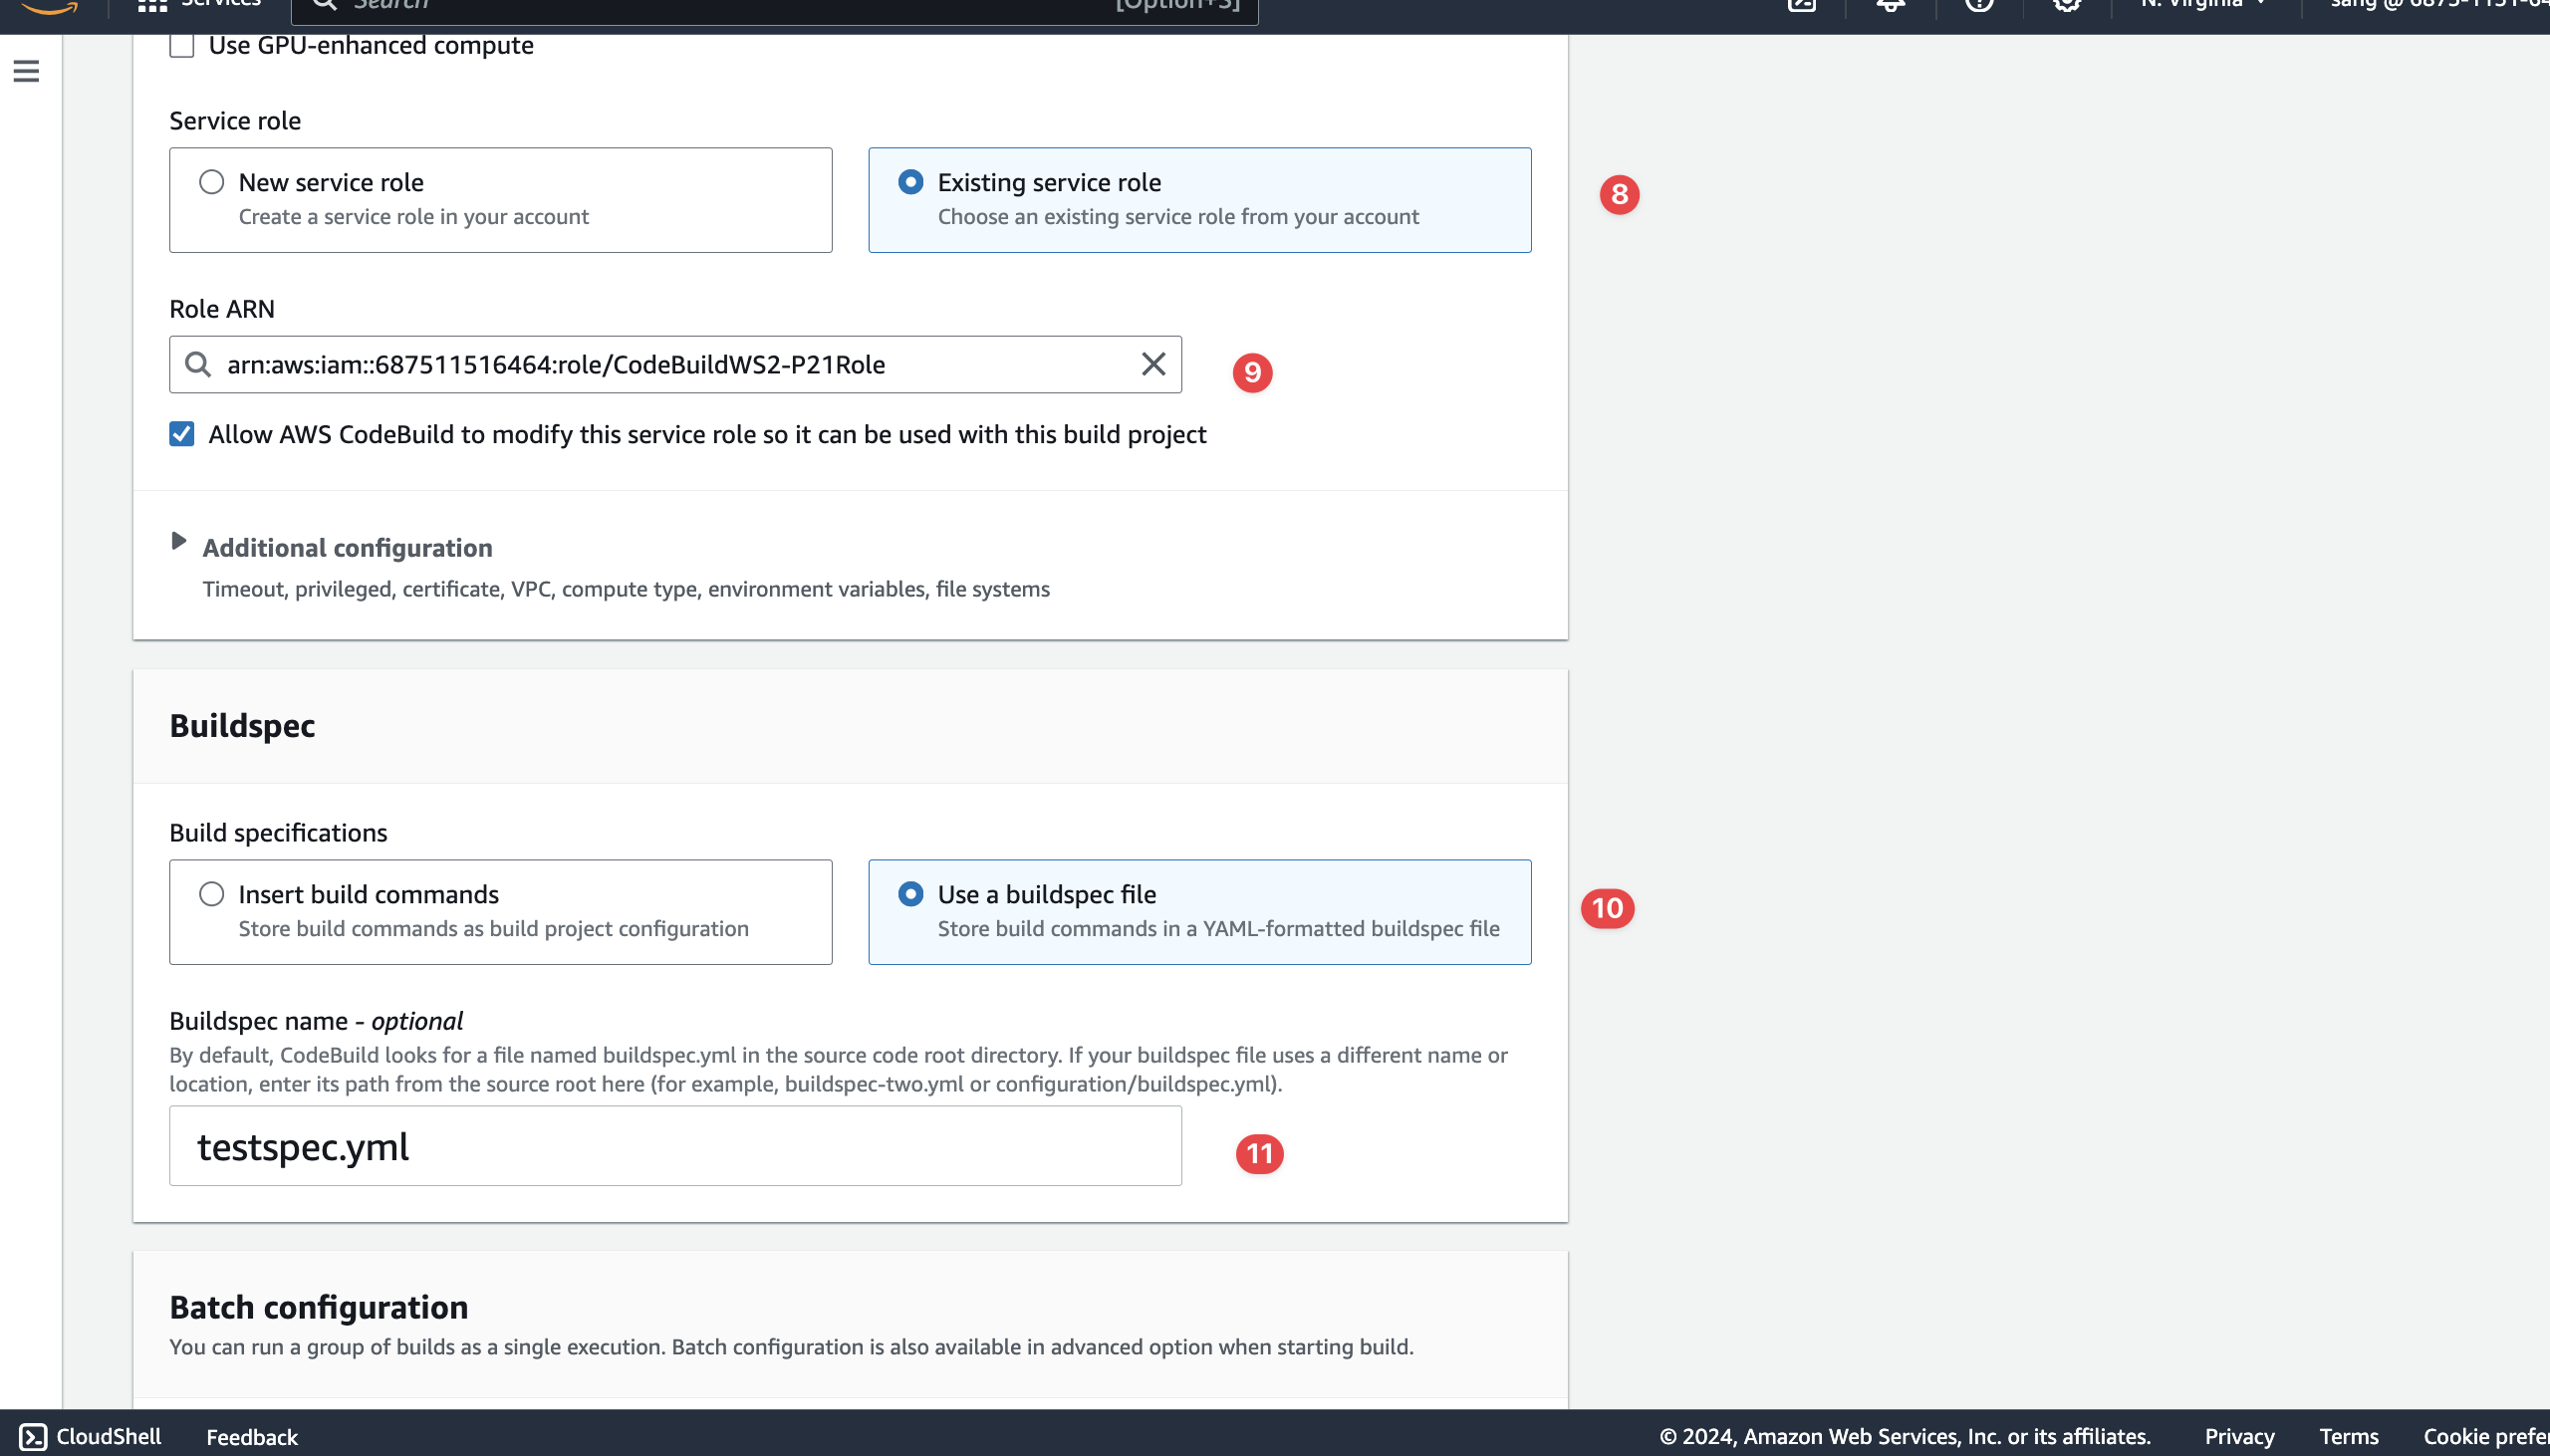 Services
Search
[Option+S]
N. Virginia
Use GPU-enhanced compute
Service role
New service role
Create a service role in your account
Existing service role
Choose an existing service role from your account
8
Role ARN
arn:aws:iam::687511516464:role/CodeBuildWS2-P21Role
9
Allow AWS CodeBuild to modify this service role so it can be used with this build project
Additional configuration
Timeout, privileged, certificate, VPC, compute type, environment variables, file systems
Buildspec
Build specifications
Insert build commands
Store build commands as build project configuration
Use a buildspec file
Store build commands in a YAML-formatted buildspec file
10
Buildspec name - optional
By default, CodeBuild looks for a file named buildspec.yml in the source code root directory. If your buildspec file uses a different name or
location, enter its path from the source root here (for example, buildspec-two.yml or configuration/buildspec.yml).
testspec.yml
11
Batch configuration
You can run a group of builds as a single execution. Batch configuration is also available in advanced option when starting build.
CloudShell
Feedback
© 2024, Amazon Web Services, Inc. or its affiliates.
Privacy
Terms
Cookie prefe